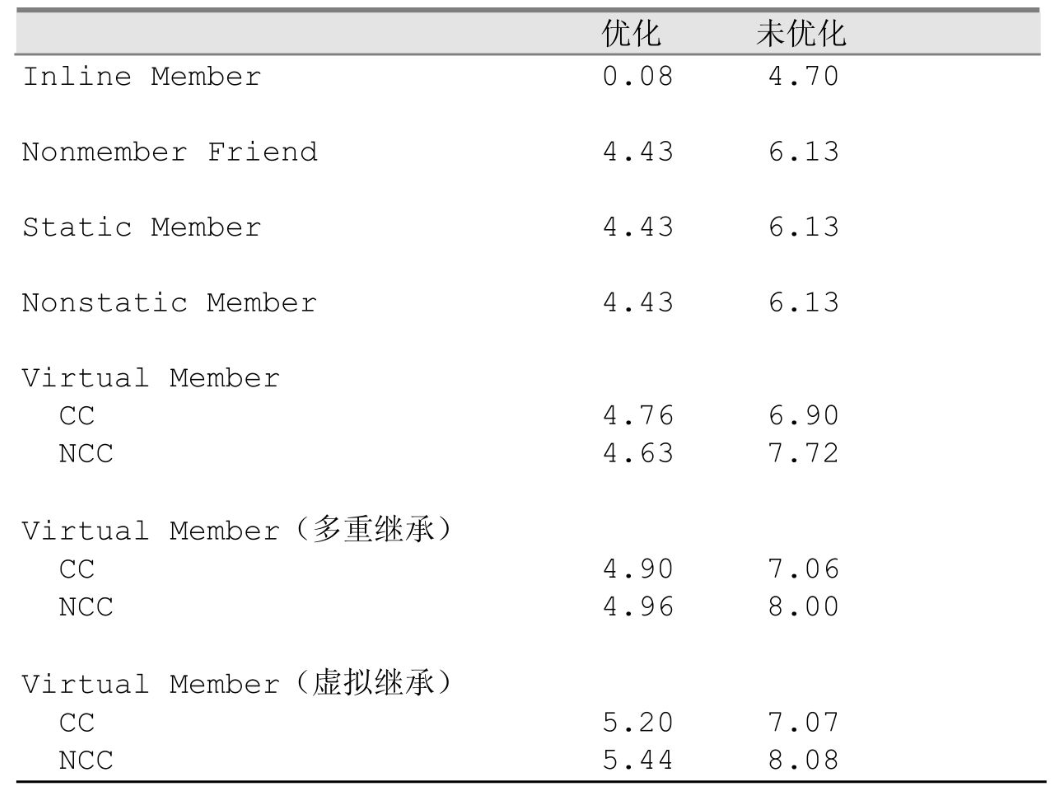 优化 未优化
Inline Member 0.08 4.70
Nonmember Friend 4.43 6.13
Static Member 4.43 6.13
Nonstatic Member 4.43 6.13
Virtual Member
CC 4.76 6.90
NCC 4.63 7.72
Virtual Member（多重继承）
CC 4.90 7.06
NCC 4.96 8.00
Virtual Member（虚拟继承）
CC 5.20 7.07
NCC 5.44 8.08